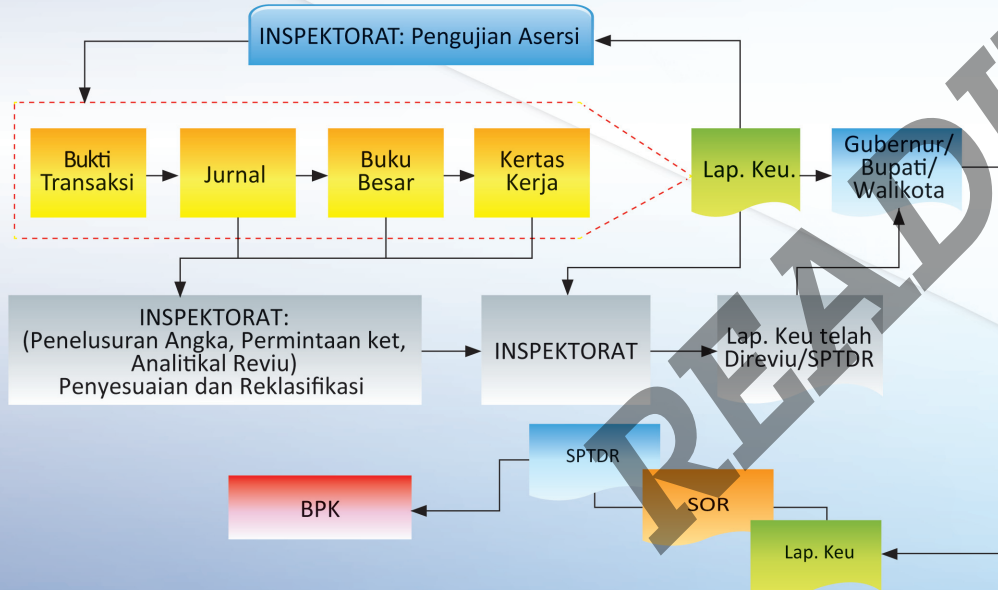 INSPEKTORAT: Pengujian Asersi
Bukti
Transaksi
Jurnal
Buku
Besar
Kertas
Kerja
Lap. Keu.
Gubernur/
Bupati/
Walikota
INSPEKTORAT:
(Penelusuran Angka, Permintaan ket,
Analitikal Reviu)
Penyesuaian dan Reklasifikasi
INSPEKTORAT
Lap. Keu telah
Direviu/SPTDR
SPTDR
SOR
Lap. Keu
BPK